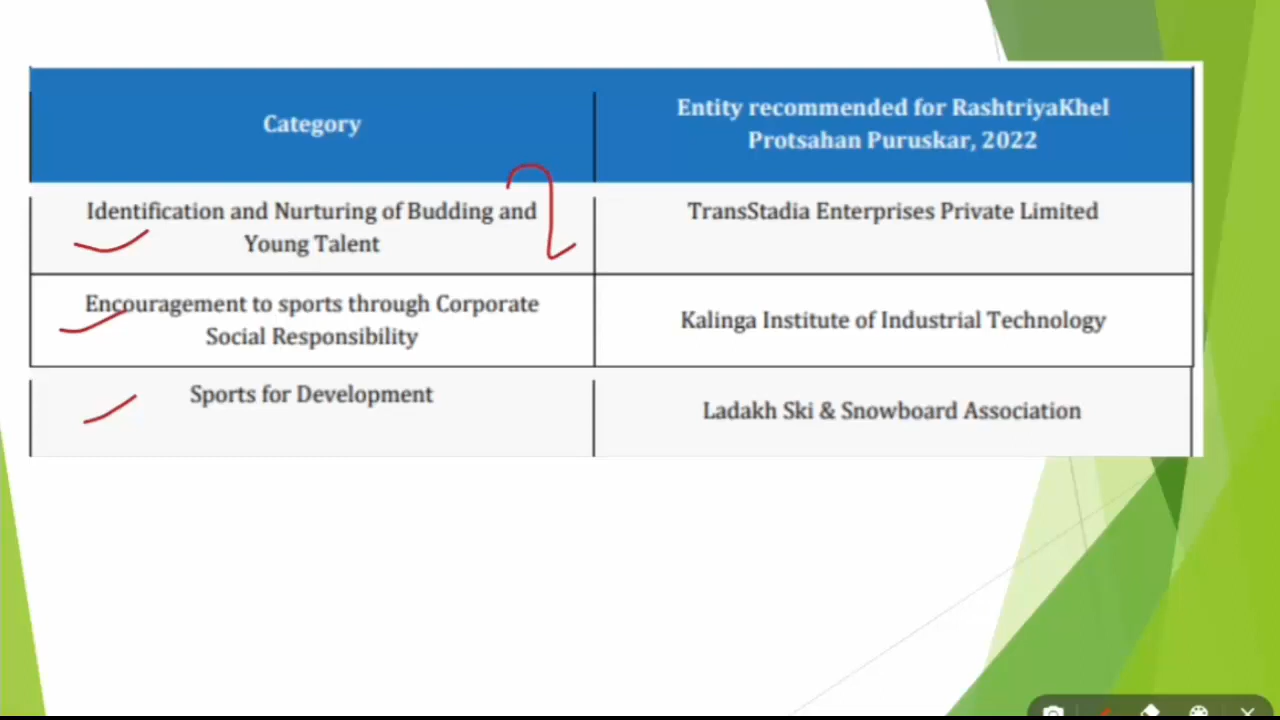 Category
Entity recommended for RashtriyaKhel
Protsahan Puruskar, 2022
Identification and Nurturing of Budding and
Young Talent
TransStadia Enterprises Private Limited
Encouragement to sports through Corporate
Social Responsibility
Kalinga Institute of Industrial Technology
Sports for Development
Ladakh Ski & Snowboard Association